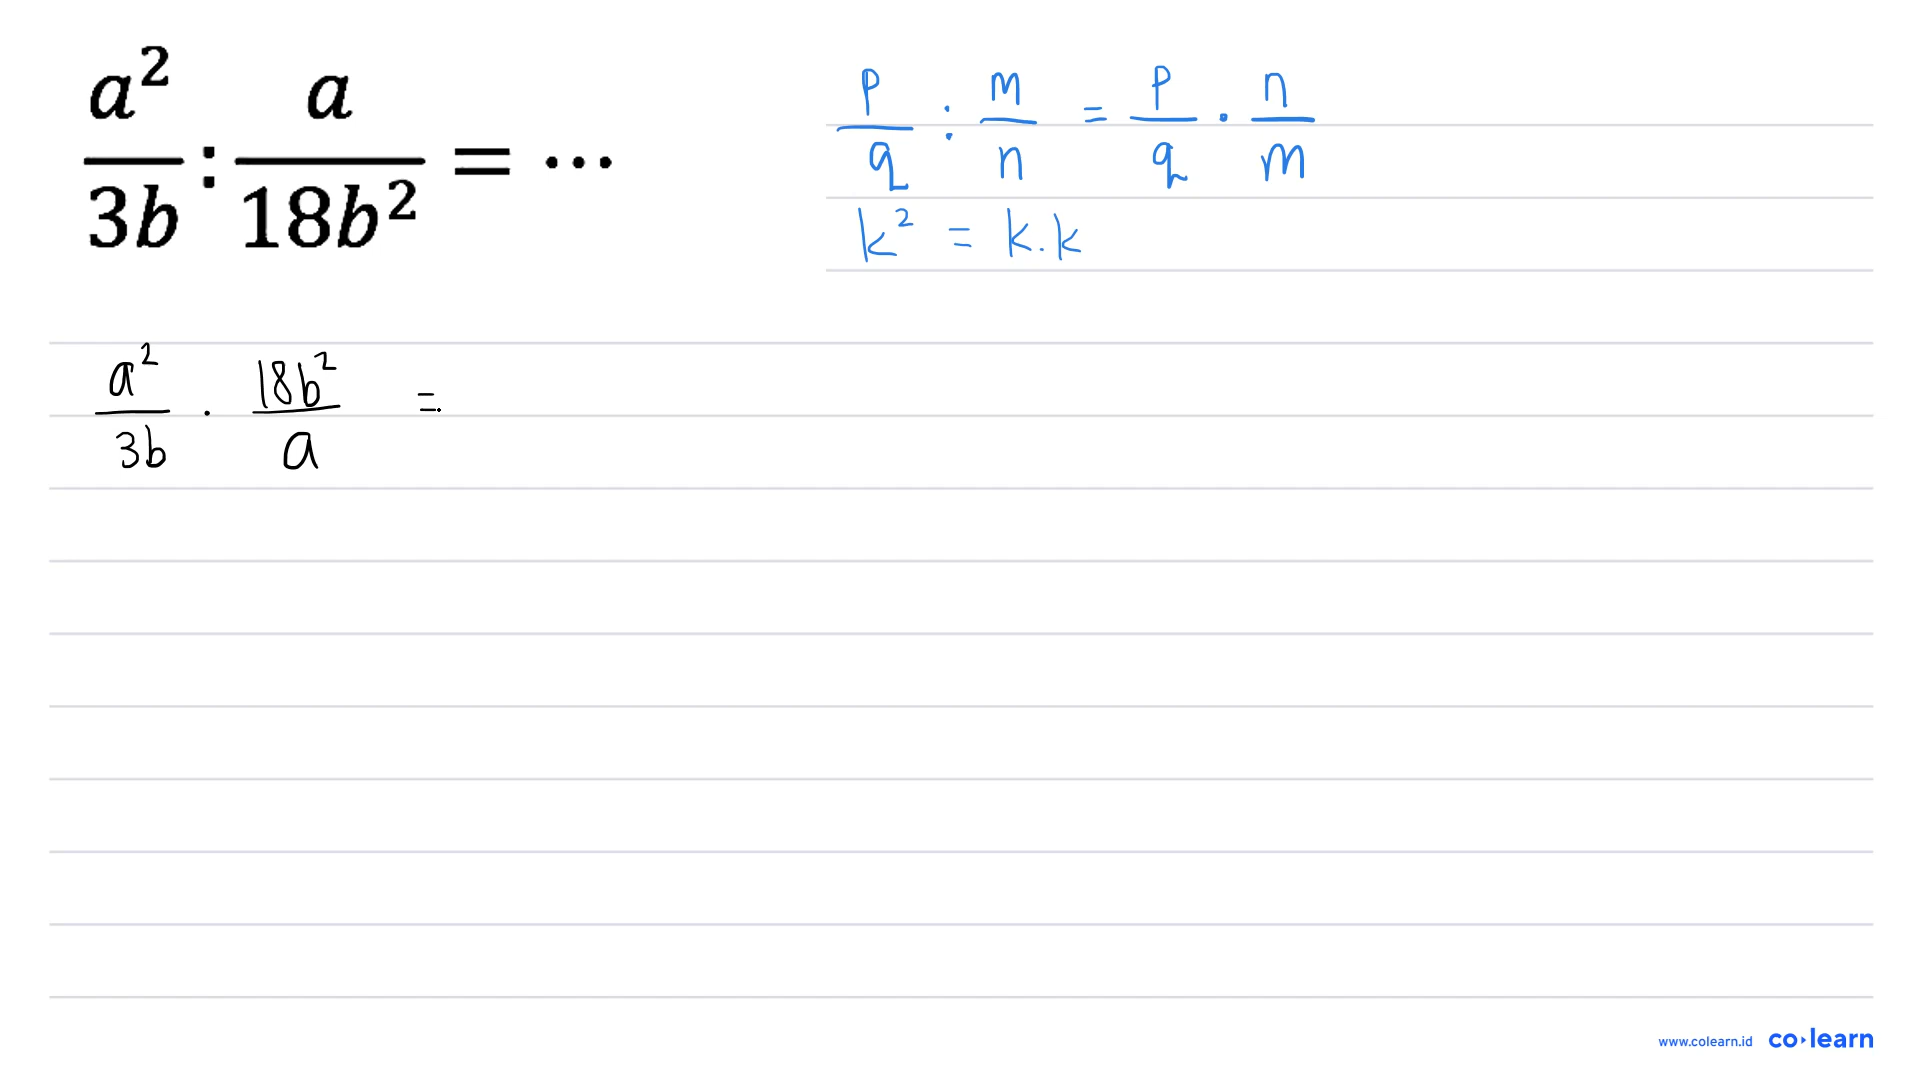 a²/3b : a/18b² = ...
p/q : m/n = p/q · n/m
k² = k.k
a²/3b · 18b²/a =
www.colearn.id co·learn